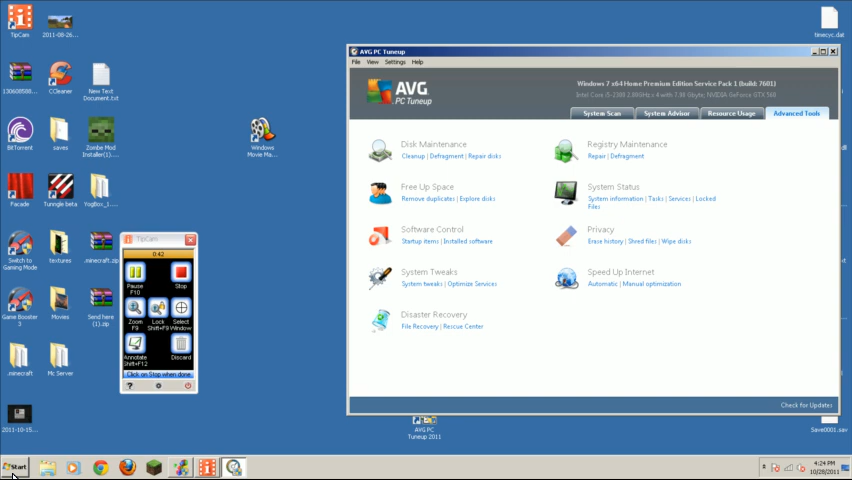 TipCam
2011-08-26...
130608588...
CCleaner
New Text
Document.txt
BitTorrent
saves
Zombe Mod
Installer(1)....
Windows
Movie Ma...
Facade
Tunngle beta
YogBox_1....
Switch to
Gaming Mode
textures
.minecraft.zip
Game Booster
3
Movies
Send here
(1).zip
.minecraft
Mc Server
2011-10-15...
timecyc.dat
Save0001.sav
AVG PC
Tuneup 2011
TipCam
0:42
Pause
F10
Stop
Zoom
F9
Lock
Shift+F9
Select
Window
Annotate
Shift+F12
Discard
Click on Stop when done.
?
AVG PC Tuneup
File View Settings Help
AVG
PC Tuneup
Windows 7 x64 Home Premium Edition Service Pack 1 (build: 7601)
System Scan
System Advisor
Resource Usage
Advanced Tools
Disk Maintenance
Cleanup | Defragment | Repair disks
Registry Maintenance
Repair | Defragment
Free Up Space
Remove duplicates | Explore disks
System Status
System information | Tasks | Services | Locked
Files
Software Control
Startup items | Installed software
Privacy
Erase history | Shred files | Wipe disks
System Tweaks
System tweaks | Optimize Services
Speed Up Internet
Automatic | Manual optimization
Disaster Recovery
File Recovery | Rescue Center
Check for Updates
Start
4:24 PM
10/28/2011